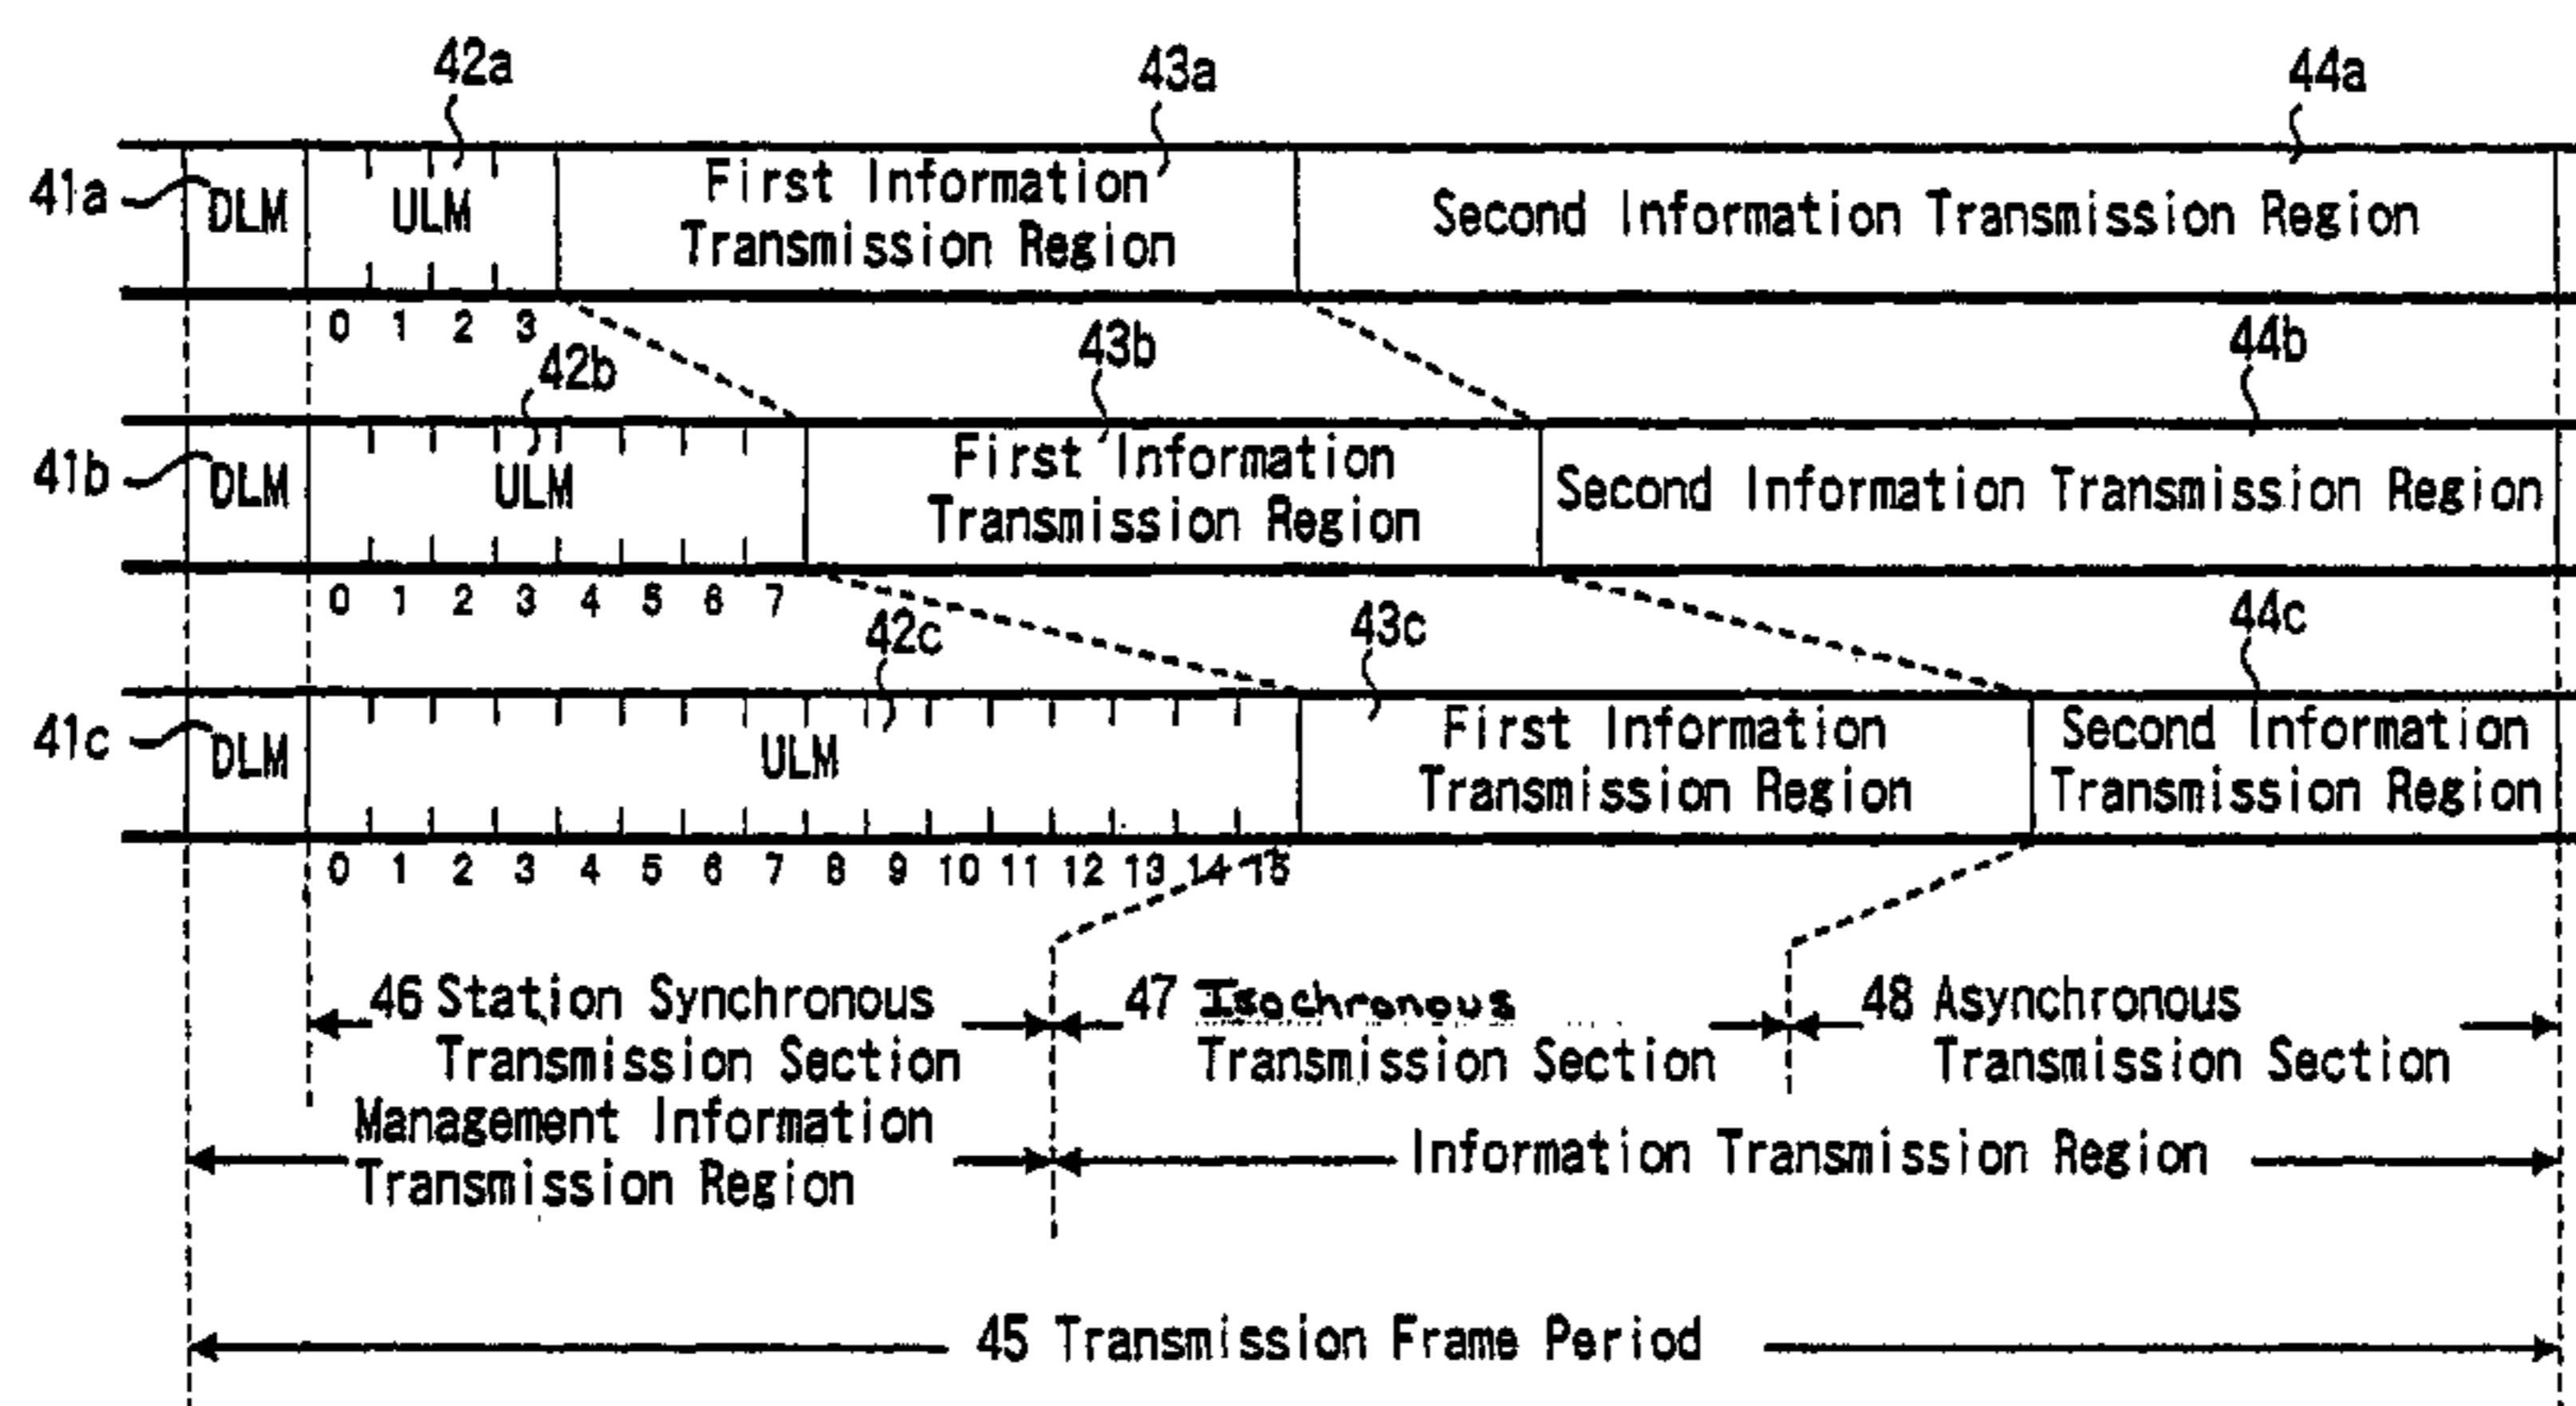 42a 43a 44a
41a DLM ULM First Information Transmission Region Second Information Transmission Region
0 1 2 3
42b 43b 44b
41b DLM ULM First Information Transmission Region Second Information Transmission Region
0 1 2 3 4 5 6 7
42c 43c 44c
41c DLM ULM First Information Transmission Region Second Information Transmission Region
0 1 2 3 4 5 6 7 8 9 10 11 12 13 14 15
46 Station Synchronous Transmission Section
47 Isochronous Transmission Section
48 Asynchronous Transmission Section
Management Information Transmission Region
Information Transmission Region
45 Transmission Frame Period